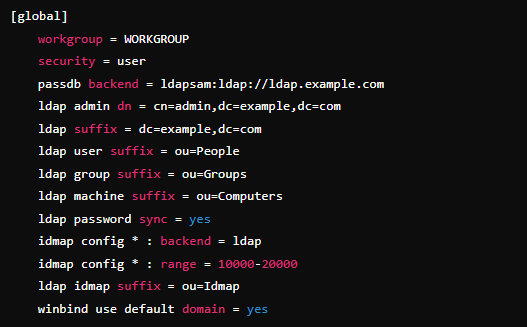 [global]
workgroup = WORKGROUP
security = user
passdb backend = ldapsam:ldap://ldap.example.com
ldap admin dn = cn=admin,dc=example,dc=com
ldap suffix = dc=example,dc=com
ldap user suffix = ou=People
ldap group suffix = ou=Groups
ldap machine suffix = ou=Computers
ldap password sync = yes
idmap config * : backend = ldap
idmap config * : range = 10000-20000
ldap idmap suffix = ou=Idmap
winbind use default domain = yes